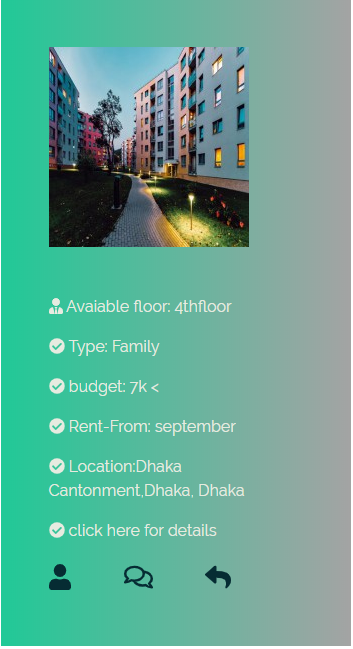 Avaiable floor: 4thfloor
Type: Family
budget: 7k <
Rent-From: september
Location:Dhaka
Cantonment,Dhaka, Dhaka
click here for details